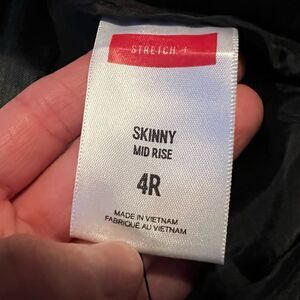 STRETCH +
SKINNY
MID RISE
4R
MADE IN VIETNAM
FABRIQUÉ AU VIETNAM